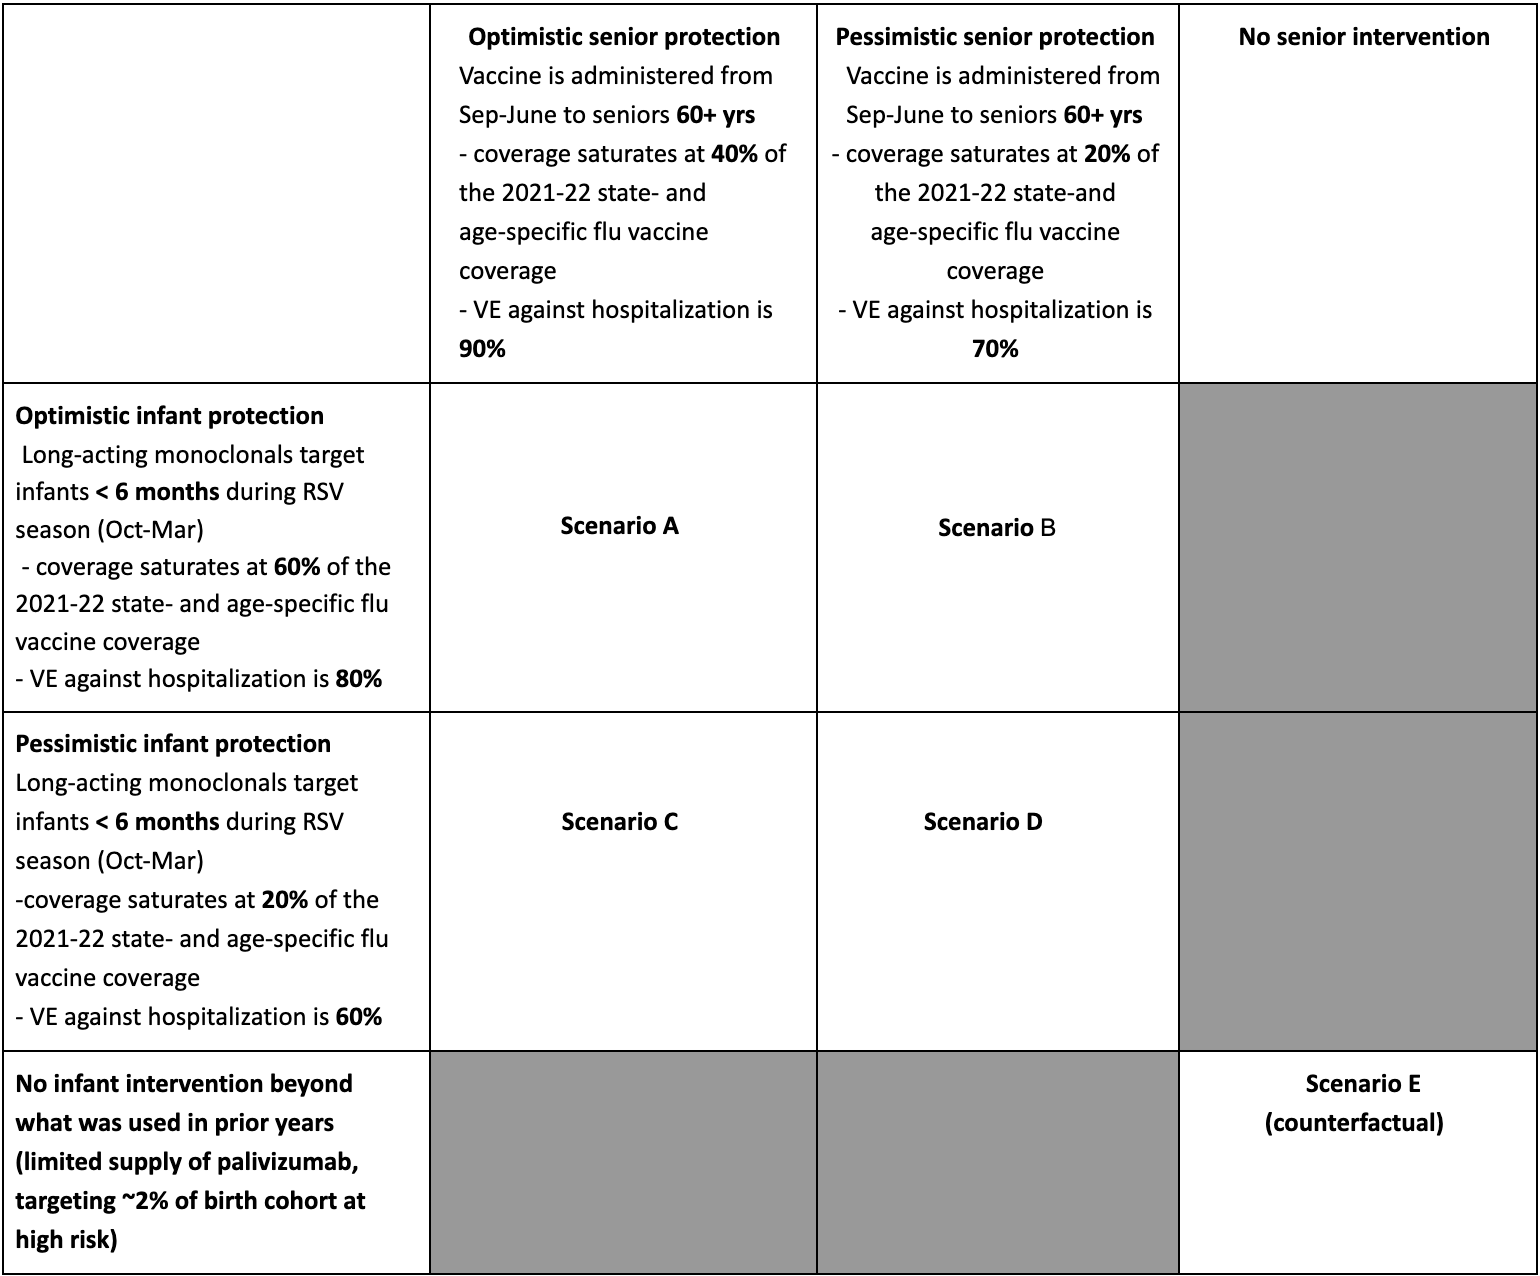 Optimistic senior protection
Vaccine is administered from
Sep-June to seniors 60+ yrs
- coverage saturates at 40% of
the 2021-22 state- and
age-specific flu vaccine
coverage
- VE against hospitalization is
90%
Pessimistic senior protection
Vaccine is administered from
Sep-June to seniors 60+ yrs
- coverage saturates at 20% of
the 2021-22 state-and
age-specific flu vaccine
coverage
- VE against hospitalization is
70%
No senior intervention
Optimistic infant protection
Long-acting monoclonals target
infants < 6 months during RSV
season (Oct-Mar)
- coverage saturates at 60% of the
2021-22 state- and age-specific flu
vaccine coverage
- VE against hospitalization is 80%
Scenario A
Scenario B
Pessimistic infant protection
Long-acting monoclonals target
infants < 6 months during RSV
season (Oct-Mar)
-coverage saturates at 20% of the
2021-22 state- and age-specific flu
vaccine coverage
- VE against hospitalization is 60%
Scenario C
Scenario D
No infant intervention beyond
what was used in prior years
(limited supply of palivizumab,
targeting ~2% of birth cohort at
high risk)
Scenario E
(counterfactual)